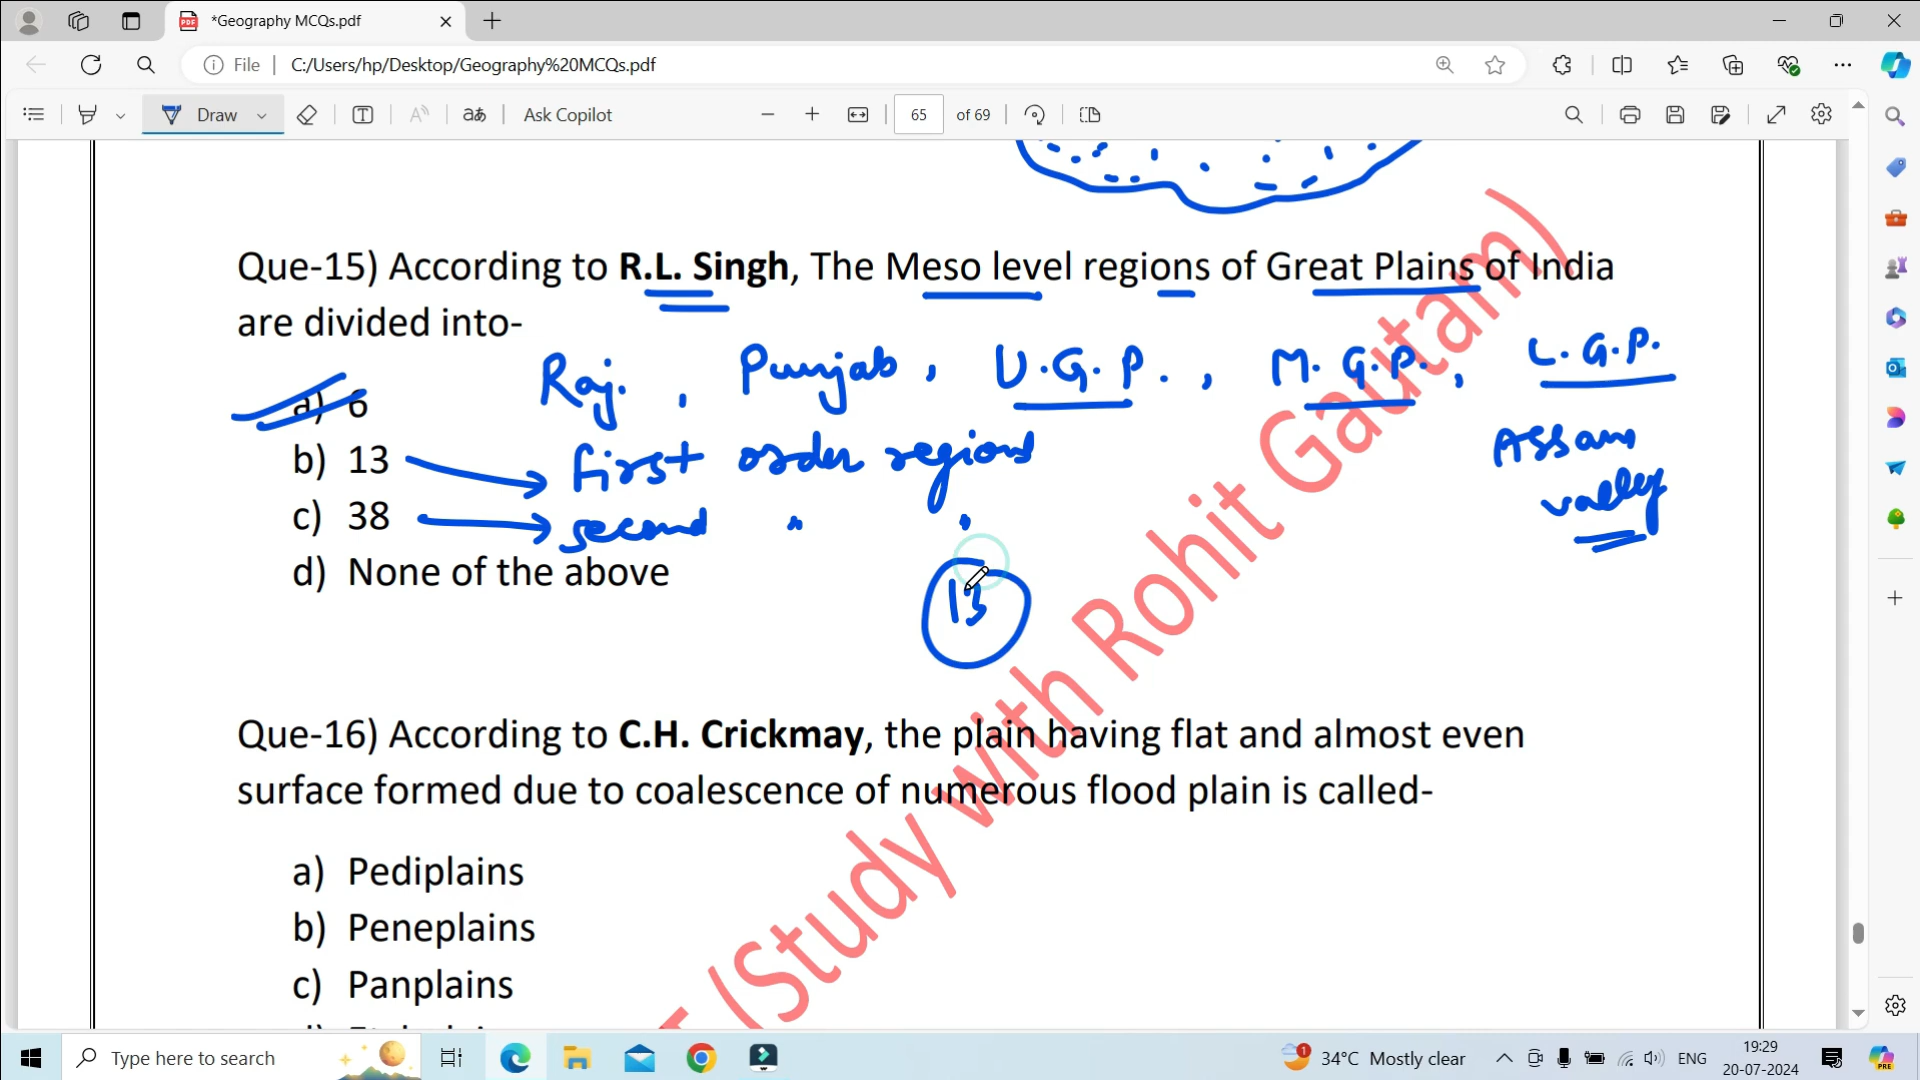 *Geography MCQs.pdf
File
C:/Users/hp/Desktop/Geography%20MCQs.pdf
Draw
aあ
Ask Copilot
65 of 69
Que-15) According to R.L. Singh, The Meso level regions of Great Plains of India
are divided into-
Raj. , Punjab , U.G.P. , M.G.P. , L.G.P.
Assam
valley
a) 6
b) 13 first order regions
c) 38 second
d) None of the above
13
Que-16) According to C.H. Crickmay, the plain having flat and almost even
surface formed due to coalescence of numerous flood plain is called-
a) Pediplains
b) Peneplains
c) Panplains
(Study with Rohit Gautam)
Type here to search
1
34°C Mostly clear
ENG
19:29
20-07-2024
PRE